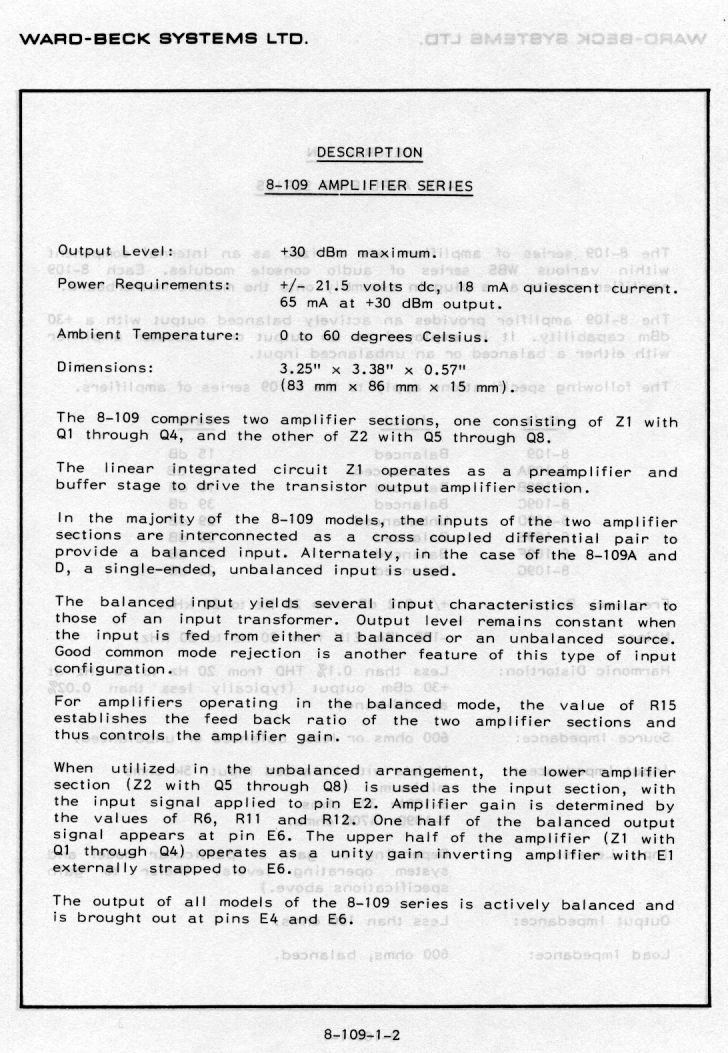 WARD-BECK SYSTEMS LTD.
DESCRIPTION
8-109 AMPLIFIER SERIES
Output Level: +30 dBm maximum.
Power Requirements: +/- 21.5 volts dc, 18 mA quiescent current.
65 mA at +30 dBm output.
Ambient Temperature: 0 to 60 degrees Celsius.
Dimensions: 3.25" x 3.38" x 0.57"
(83 mm x 86 mm x 15 mm).
The 8-109 comprises two amplifier sections, one consisting of Z1 with
Q1 through Q4, and the other of Z2 with Q5 through Q8.
The linear integrated circuit Z1 operates as a preamplifier and
buffer stage to drive the transistor output amplifier section.
In the majority of the 8-109 models, the inputs of the two amplifier
sections are interconnected as a cross coupled differential pair to
provide a balanced input. Alternately, in the case of the 8-109A and
D, a single-ended, unbalanced input is used.
The balanced input yields several input characteristics similar to
those of an input transformer. Output level remains constant when
the input is fed from either a balanced or an unbalanced source.
Good common mode rejection is another feature of this type of input
configuration.
For amplifiers operating in the balanced mode, the value of R15
establishes the feed back ratio of the two amplifier sections and
thus controls the amplifier gain.
When utilized in the unbalanced arrangement, the lower amplifier
section (Z2 with Q5 through Q8) is used as the input section, with
the input signal applied to pin E2. Amplifier gain is determined by
the values of R6, R11 and R12. One half of the balanced output
signal appears at pin E6. The upper half of the amplifier (Z1 with
Q1 through Q4) operates as a unity gain inverting amplifier with E1
externally strapped to E6.
The output of all models of the 8-109 series is actively balanced and
is brought out at pins E4 and E6.
8-109-1-2